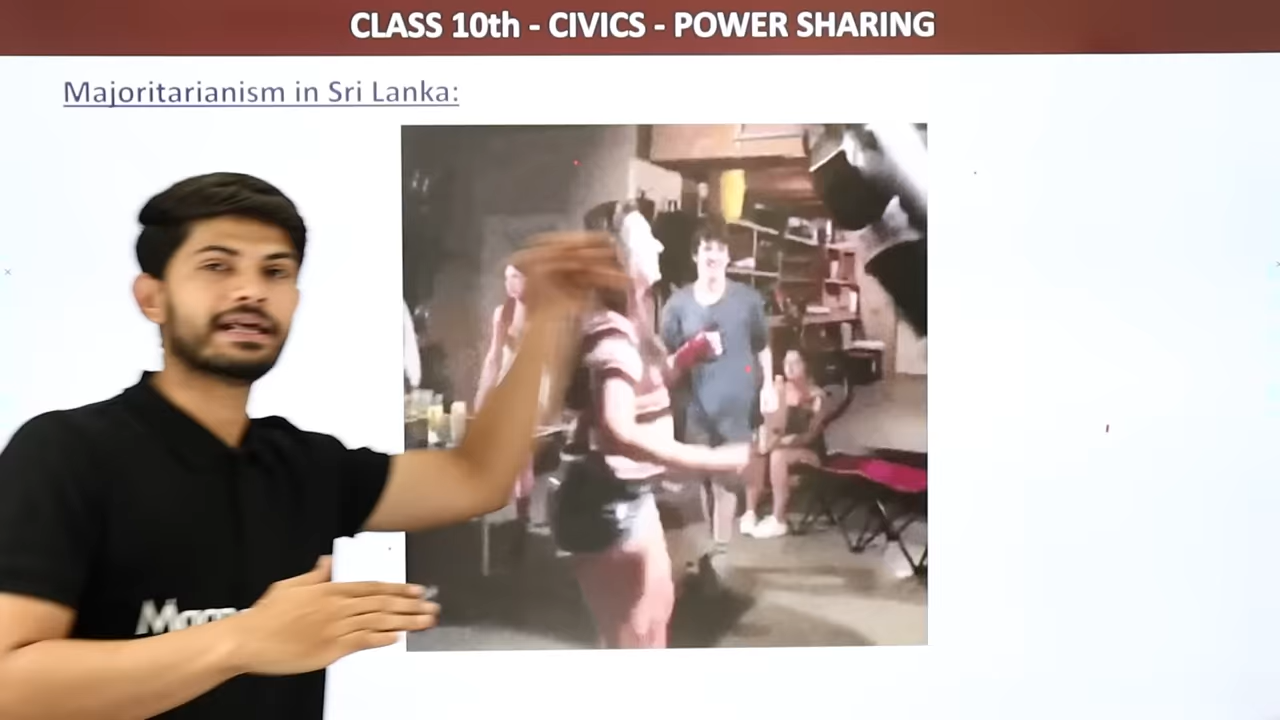 CLASS 10th - CIVICS - POWER SHARING
Majoritarianism in Sri Lanka: